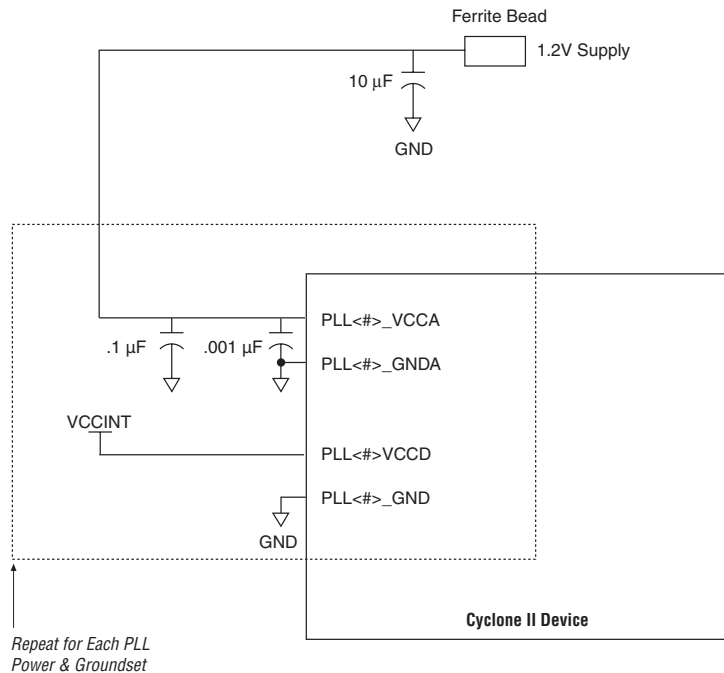 Ferrite Bead
1.2V Supply
10 µF
GND
PLL<#>_VCCA
.1 µF
.001 µF
PLL<#>_GNDA
VCCINT
PLL<#>VCCD
PLL<#>_GND
GND
Cyclone II Device
Repeat for Each PLL
Power & Groundset